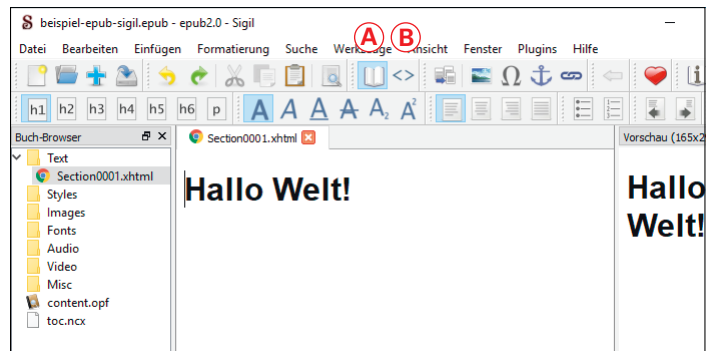 beispiel-epub-sigil.epub - epub2.0 - Sigil
A B
Datei Bearbeiten Einfügen Formatierung Suche Werkzeuge Ansicht Fenster Plugins Hilfe
h1 h2 h3 h4 h5 h6 p A A A A A₂ A²
Buch-Browser
Section0001.xhtml
Vorschau (165x2
Text
Section0001.xhtml
Styles
Images
Fonts
Audio
Video
Misc
content.opf
toc.ncx
Hallo Welt!
Hallo
Welt!